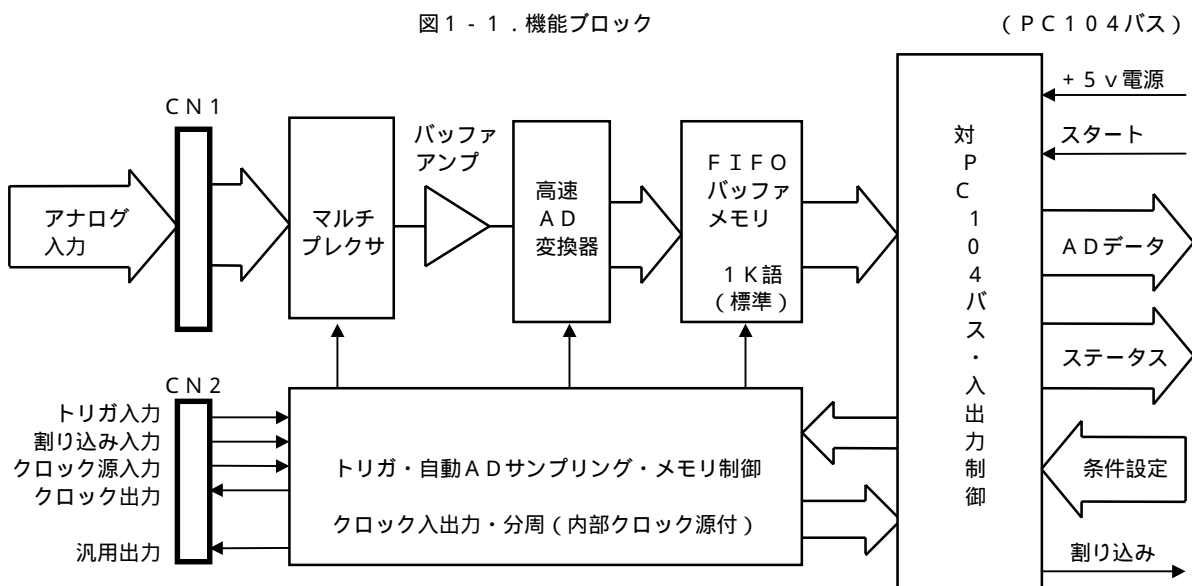 図1-1.機能ブロック
(PC104バス)
CN1
アナログ
入力
マルチ
プレクサ
バッファ
アンプ
高速
AD
変換器
FIFO
バッファ
メモリ
1K語
(標準)
対PC104バス・入出力制御
+5v電源
スタート
ADデータ
ステータス
条件設定
割り込み
CN2
トリガ入力
割り込み入力
クロック源入力
クロック出力
汎用出力
トリガ・自動ADサンプリング・メモリ制御
クロック入出力・分周(内部クロック源付)